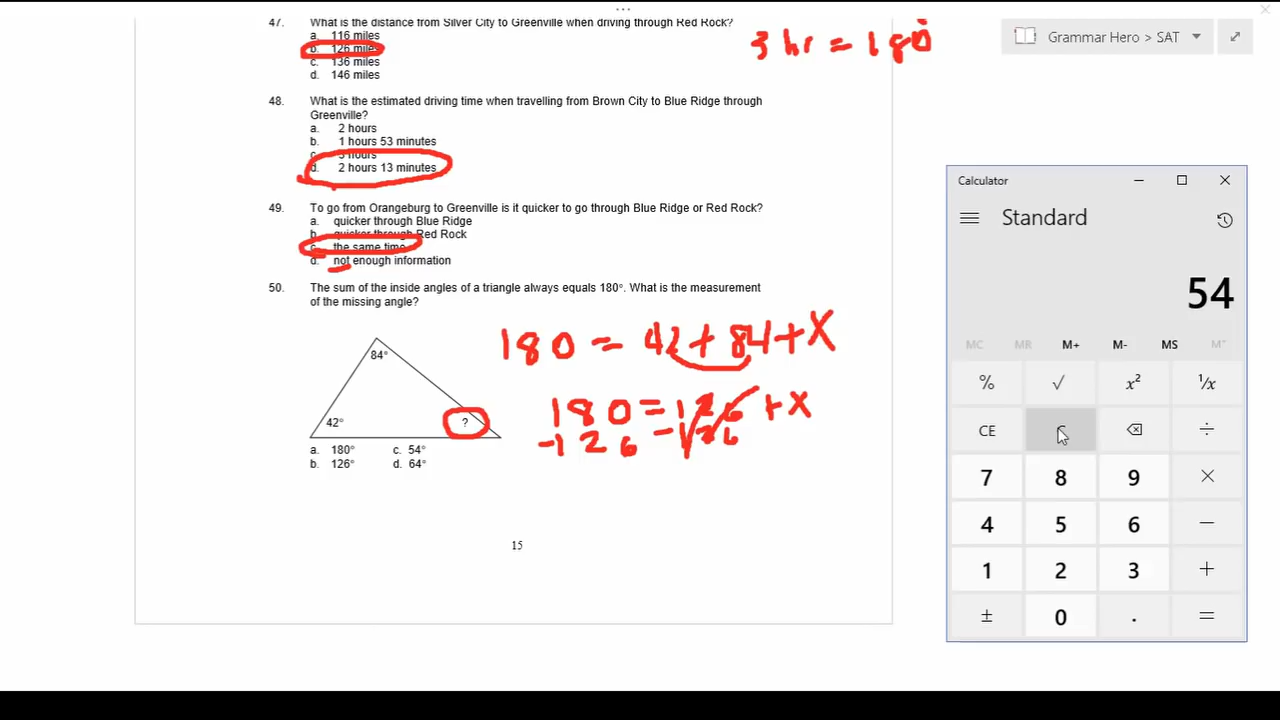 47. What is the distance from Silver City to Greenville when driving through Red Rock?
a. 116 miles
b. 126 miles
c. 136 miles
d. 146 miles
3 hr = 180
Grammar Hero > SAT
48. What is the estimated driving time when travelling from Brown City to Blue Ridge through
Greenville?
a. 2 hours
b. 1 hours 53 minutes
c. 3 hours
d. 2 hours 13 minutes
49. To go from Orangeburg to Greenville is it quicker to go through Blue Ridge or Red Rock?
a. quicker through Blue Ridge
b. quicker through Red Rock
c. the same time
d. not enough information
50. The sum of the inside angles of a triangle always equals 180°. What is the measurement
of the missing angle?
84°
42°
?
180 = 42 + 84 + X
180 = 126 + X
-126 -126
a. 180° c. 54°
b. 126° d. 64°
15
Calculator
Standard
54
MC MR M+ M- MS M˅
% √ x² ¹/x
CE C ⌫ ÷
7 8 9 ×
4 5 6 −
1 2 3 +
± 0 . =